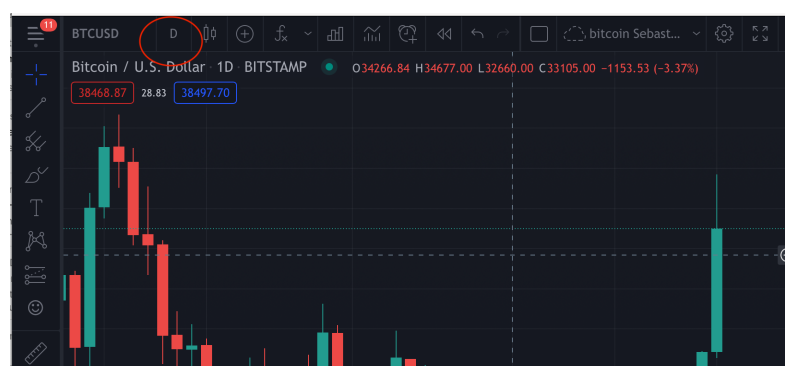 11
BTCUSD D bitcoin Sebast...
Bitcoin / U.S. Dollar · 1D · BITSTAMP O34266.84 H34677.00 L32660.00 C33105.00 −1153.53 (−3.37%)
38468.87 28.83 38497.70